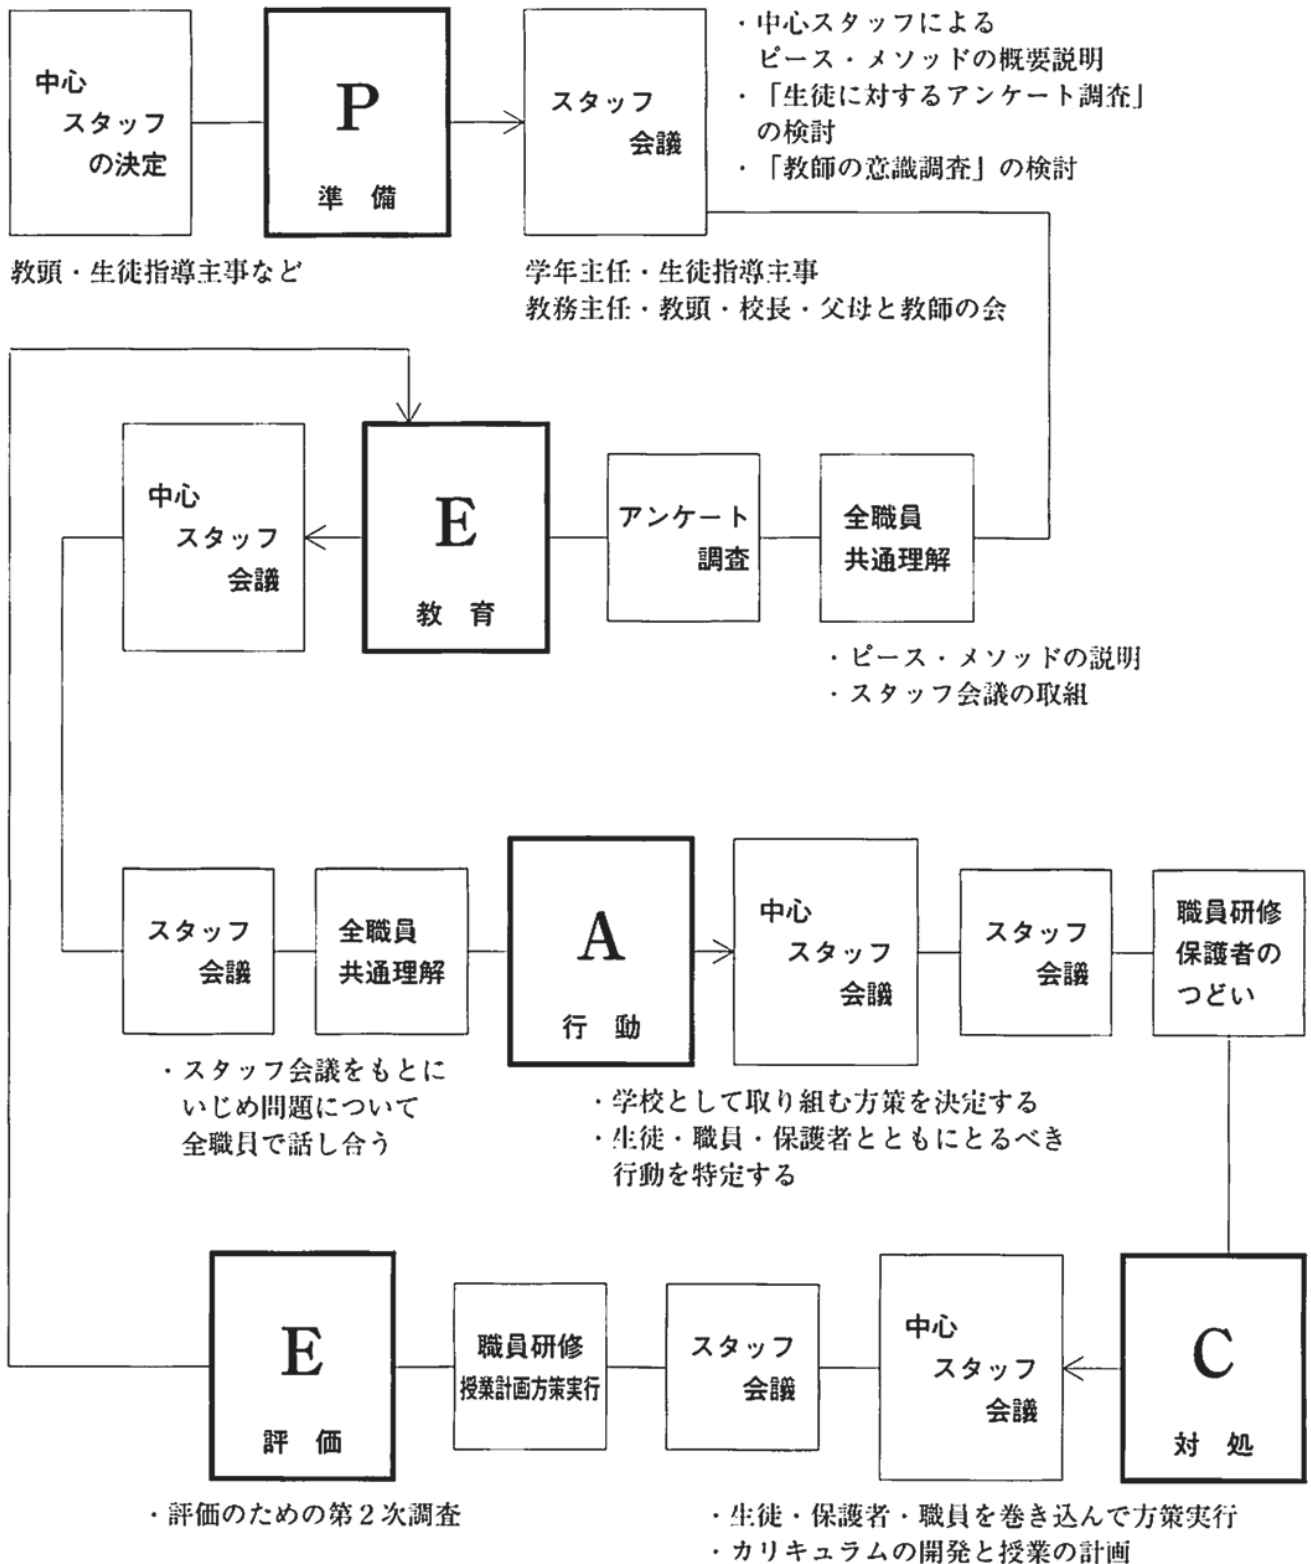 中心
スタッフ
の決定
P
準 備
スタッフ
会議
・中心スタッフによる
ピース・メソッドの概要説明
・「生徒に対するアンケート調査」
の検討
・「教師の意識調査」の検討
教頭・生徒指導主事など
学年主任・生徒指導主事
教務主任・教頭・校長・父母と教師の会
中心
スタッフ
会議
E
教 育
アンケート
調査
全職員
共通理解
・ピース・メソッドの説明
・スタッフ会議の取組
スタッフ
会議
全職員
共通理解
A
行 動
中心
スタッフ
会議
スタッフ
会議
職員研修
保護者の
つどい
・スタッフ会議をもとに
いじめ問題について
全職員で話し合う
・学校として取り組む方策を決定する
・生徒・職員・保護者とともにとるべき
行動を特定する
E
評 価
職員研修
授業計画方策実行
スタッフ
会議
中心
スタッフ
会議
C
対 処
・評価のための第2次調査
・生徒・保護者・職員を巻き込んで方策実行
・カリキュラムの開発と授業の計画